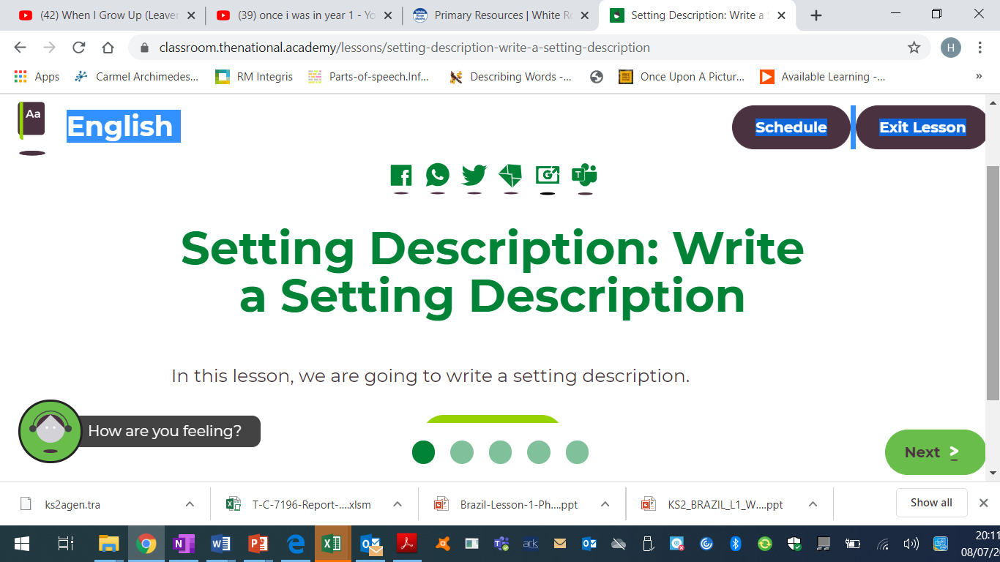 (42) When I Grow Up (Leaver
(39) once i was in year 1 - Yo
Primary Resources | White Ro
Setting Description: Write a
classroom.thenational.academy/lessons/setting-description-write-a-setting-description
H
Apps
Carmel Archimedes...
RM Integris
Parts-of-speech.Inf...
Describing Words -...
Once Upon A Pictur...
Available Learning -...
»
Aa
English
Schedule
Exit Lesson
Setting Description: Write
a Setting Description
In this lesson, we are going to write a setting description.
How are you feeling?
Next
ks2agen.tra
T-C-7196-Report-....xlsm
Brazil-Lesson-1-Ph....ppt
KS2_BRAZIL_L1_W....ppt
Show all
ark
20:11
08/07/2